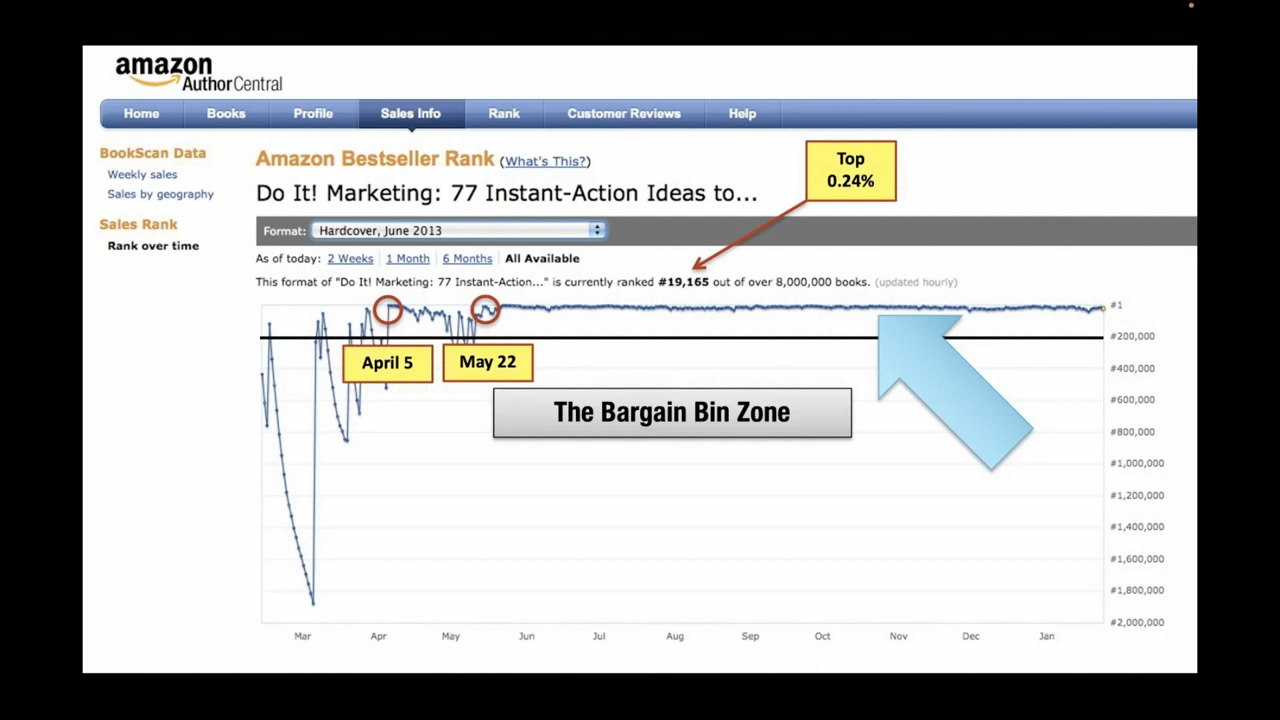 amazon
AuthorCentral
Home Books Profile Sales Info Rank Customer Reviews Help
BookScan Data
Weekly sales
Sales by geography
Sales Rank
Rank over time
Amazon Bestseller Rank (What's This?)
Do It! Marketing: 77 Instant-Action Ideas to...
Top
0.24%
Format: Hardcover, June 2013
As of today: 2 Weeks 1 Month 6 Months All Available
This format of "Do It! Marketing: 77 Instant-Action..." is currently ranked #19,165 out of over 8,000,000 books. (updated hourly)
#1
#200,000
#400,000
#600,000
#800,000
#1,000,000
#1,200,000
#1,400,000
#1,600,000
#1,800,000
#2,000,000
April 5
May 22
The Bargain Bin Zone
Mar Apr May Jun Jul Aug Sep Oct Nov Dec Jan